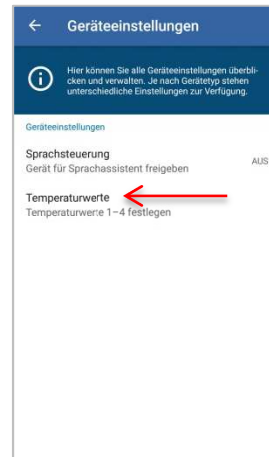 Geräteeinstellungen
Hier können Sie alle Geräteeinstellungen überbli-
cken und verwalten. Je nach Gerätetyp stehen
unterschiedliche Einstellungen zur Verfügung.
Geräteeinstellungen
Sprachsteuerung
Gerät für Sprachassistent freigeben
AUS
Temperaturwerte
Temperaturwerte 1–4 festlegen